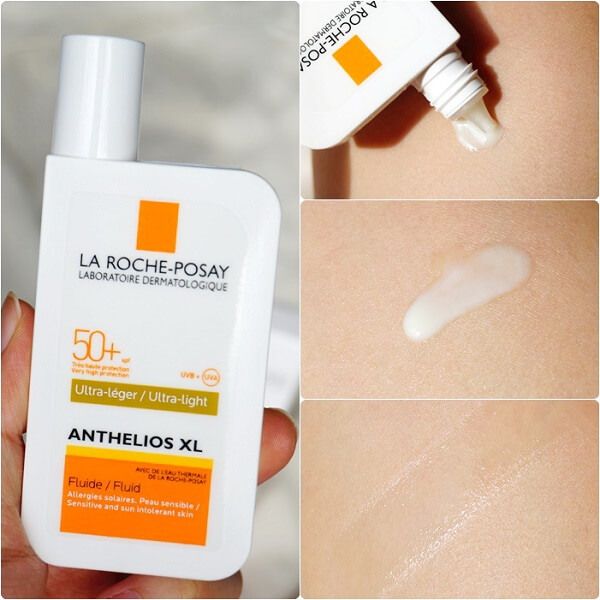 LA ROCHE-POSAY
LABORATOIRE DERMATOLOGIQUE
50+ spf
Très haute protection
Very high protection
UVB + UVA
Ultra-léger / Ultra-light
ANTHELIOS XL
AVEC DE L'EAU THERMALE
DE LA ROCHE-POSAY
Fluide / Fluid
Allergies solaires. Peau sensible /
Sensitive and sun intolerant skin
LA ROCHE-POSAY